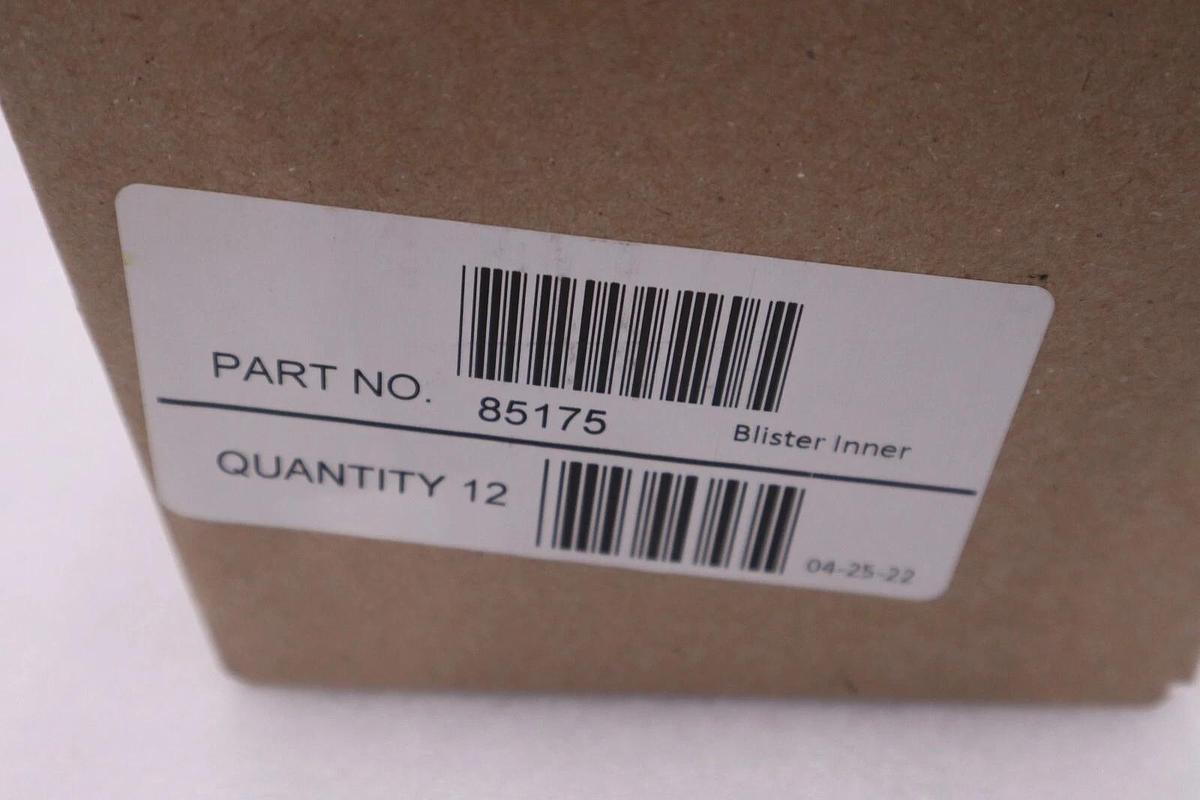 PART NO.
85175
Blister Inner
QUANTITY 12
04-25-22